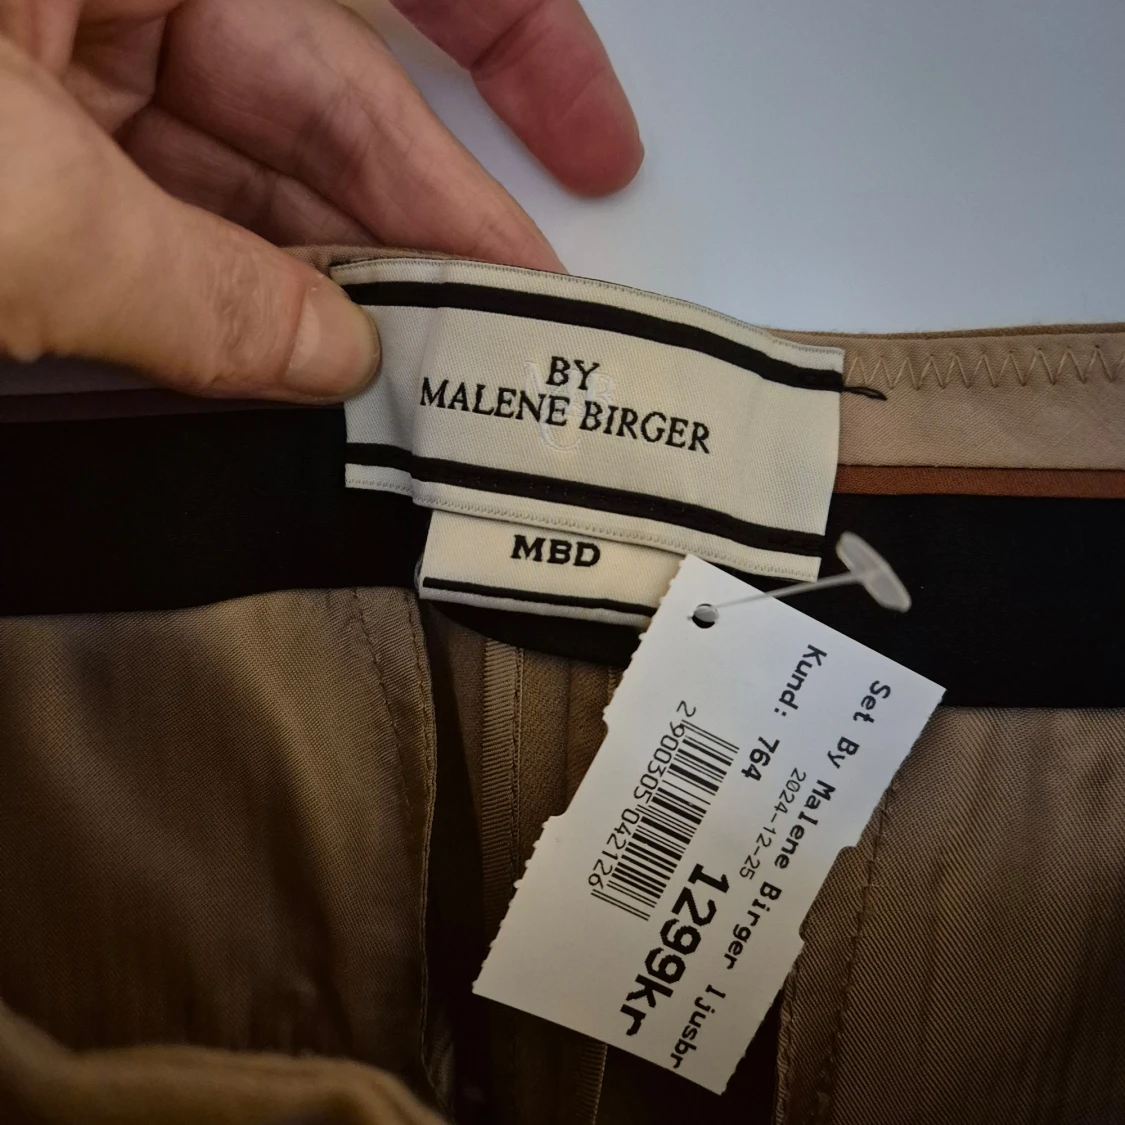 BY
MALENE BIRGER
MBD
Set By Malene Birger ljusbr
2024-12-25
Kund: 764
1299kr
2900305042126